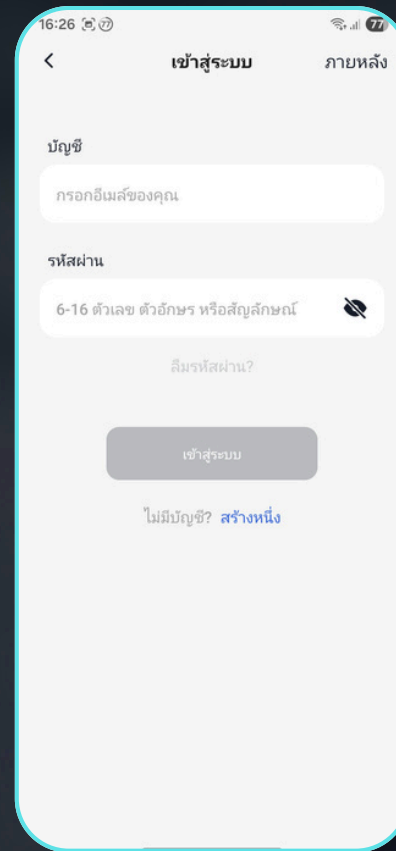 16:26 77
77
เข้าสู่ระบบ ภายหลัง
บัญชี
กรอกอีเมล์ของคุณ
รหัสผ่าน
6-16 ตัวเลข ตัวอักษร หรือสัญลักษณ์
ลืมรหัสผ่าน?
เข้าสู่ระบบ
ไม่มีบัญชี? สร้างหนึ่ง